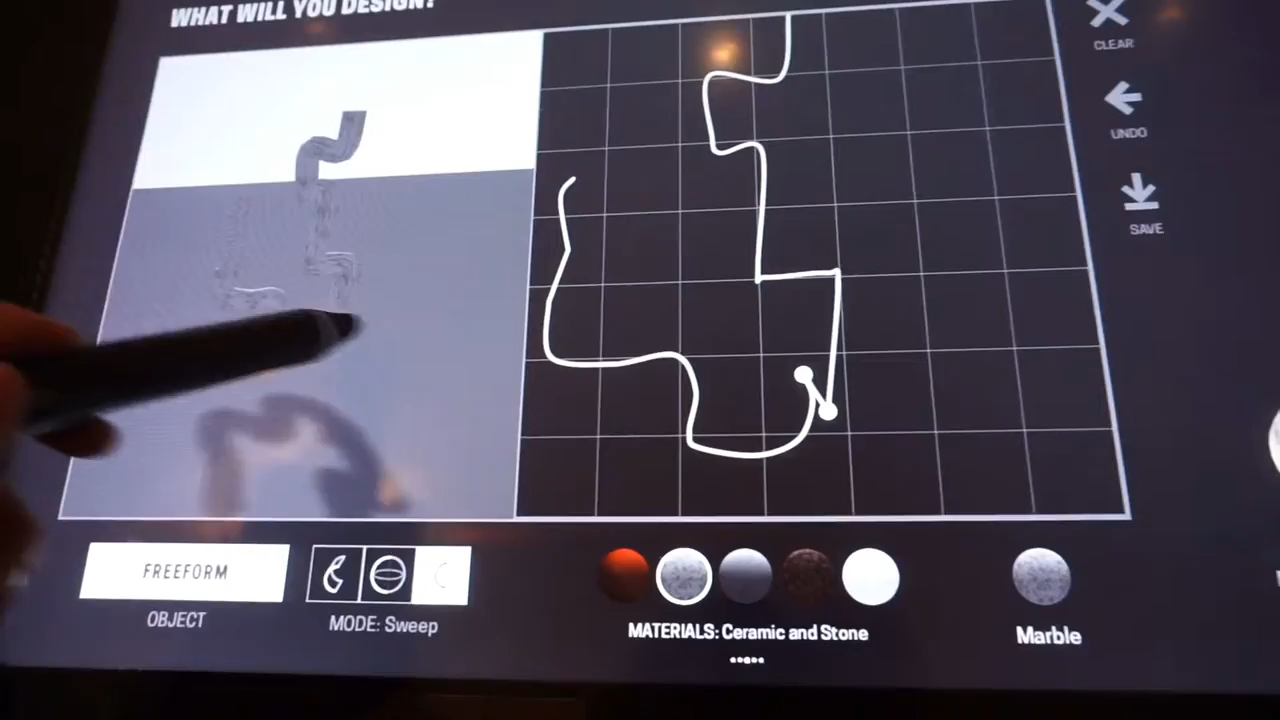 WHAT WILL YOU DESIGN?
CLEAR
UNDO
SAVE
FREEFORM
OBJECT
MODE: Sweep
MATERIALS: Ceramic and Stone
Marble